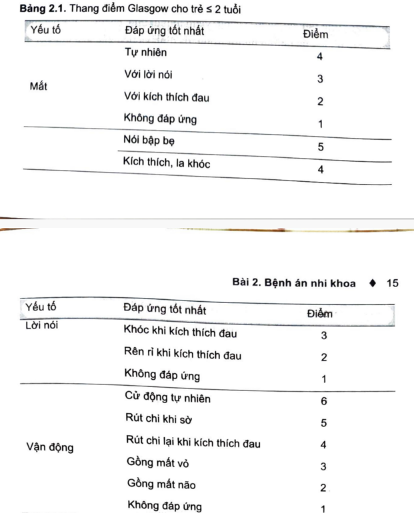 Bảng 2.1. Thang điểm Glasgow cho trẻ ≤ 2 tuổi
Yếu tố Đáp ứng tốt nhất Điểm
Mắt
Tự nhiên 4
Với lời nói 3
Với kích thích đau 2
Không đáp ứng 1
Nói bập bẹ 5
Kích thích, la khóc 4
Bài 2. Bệnh án nhi khoa ♦ 15
Yếu tố Đáp ứng tốt nhất Điểm
Lời nói Khóc khi kích thích đau 3
Rên rỉ khi kích thích đau 2
Không đáp ứng 1
Cử động tự nhiên 6
Rút chi khi sờ 5
Vận động Rút chi lại khi kích thích đau 4
Gồng mất vỏ 3
Gồng mất não 2
Không đáp ứng 1